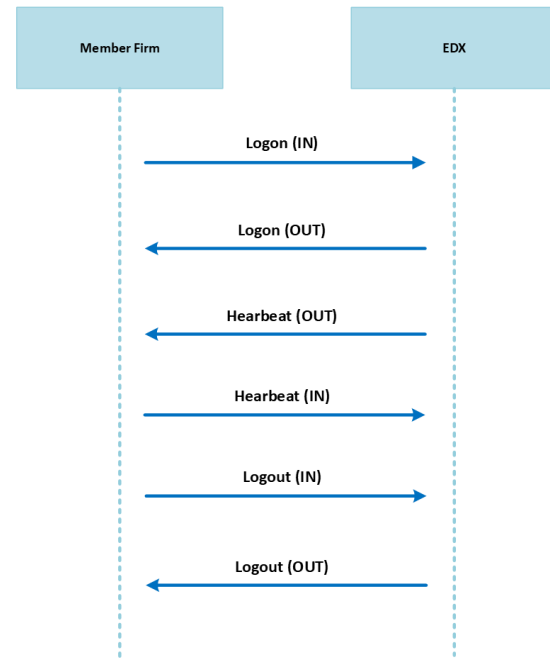 Member Firm
EDX
Logon (IN)
Logon (OUT)
Hearbeat (OUT)
Hearbeat (IN)
Logout (IN)
Logout (OUT)